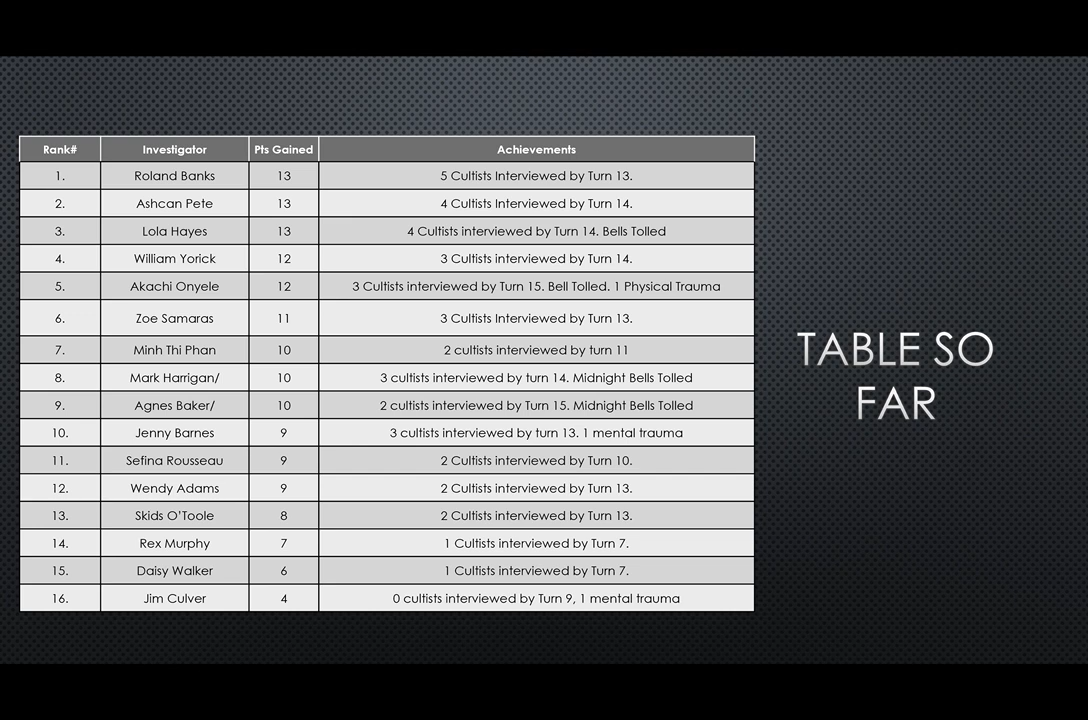 Rank# Investigator Pts Gained Achievements
1. Roland Banks 13 5 Cultists Interviewed by Turn 13.
2. Ashcan Pete 13 4 Cultists Interviewed by Turn 14.
3. Lola Hayes 13 4 Cultists interviewed by Turn 14. Bells Tolled
4. William Yorick 12 3 Cultists Interviewed by Turn 14.
5. Akachi Onyele 12 3 Cultists interviewed by Turn 15. Bell Tolled. 1 Physical Trauma
6. Zoe Samaras 11 3 Cultists Interviewed by Turn 13.
7. Minh Thi Phan 10 2 cultists interviewed by turn 11
8. Mark Harrigan/ 10 3 cultists interviewed by turn 14. Midnight Bells Tolled
9. Agnes Baker/ 10 2 cultists interviewed by Turn 15. Midnight Bells Tolled
10. Jenny Barnes 9 3 cultists interviewed by turn 13. 1 mental trauma
11. Sefina Rousseau 9 2 Cultists interviewed by Turn 10.
12. Wendy Adams 9 2 Cultists interviewed by Turn 13.
13. Skids O'Toole 8 2 Cultists interviewed by Turn 13.
14. Rex Murphy 7 1 Cultists interviewed by Turn 7.
15. Daisy Walker 6 1 Cultists interviewed by Turn 7.
16. Jim Culver 4 0 cultists interviewed by Turn 9, 1 mental trauma
TABLE SO
FAR